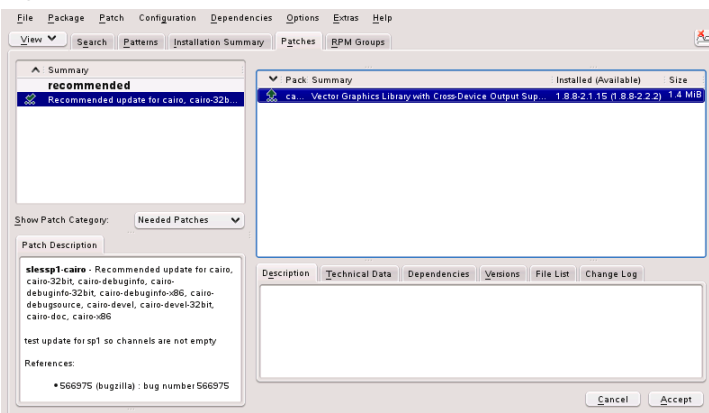 File Package Patch Configuration Dependencies Options Extras Help
View Search Patterns Installation Summary Patches RPM Groups
Summary
recommended
Recommended update for cairo, cairo-32b...
Pack Summary Installed (Available) Size
ca... Vector Graphics Library with Cross-Device Output Sup... 1.8.8-2.1.15 (1.8.8-2.2.2) 1.4 MiB
Show Patch Category: Needed Patches
Patch Description
slessp1-cairo - Recommended update for cairo,
cairo-32bit, cairo-debuginfo, cairo-
debuginfo-32bit, cairo-debuginfo-x86, cairo-
debugsource, cairo-devel, cairo-devel-32bit,
cairo-doc, cairo-x86
test update for sp1 so channels are not empty
References:
• 566975 (bugzilla) : bug number 566975
Description Technical Data Dependencies Versions File List Change Log
Cancel Accept